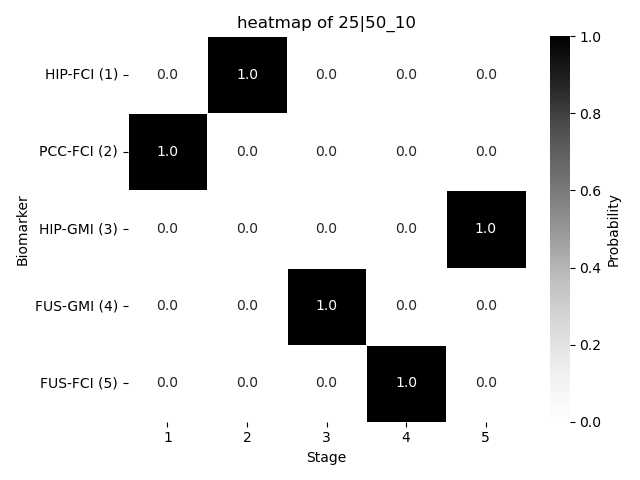 heatmap of 25|50_10
HIP-FCI (1)
0.0 1.0 0.0 0.0 0.0
PCC-FCI (2)
1.0 0.0 0.0 0.0 0.0
HIP-GMI (3)
0.0 0.0 0.0 0.0 1.0
FUS-GMI (4)
0.0 0.0 1.0 0.0 0.0
FUS-FCI (5)
0.0 0.0 0.0 1.0 0.0
Biomarker
1 2 3 4 5
Stage
1.0
0.8
0.6
0.4
0.2
0.0
Probability